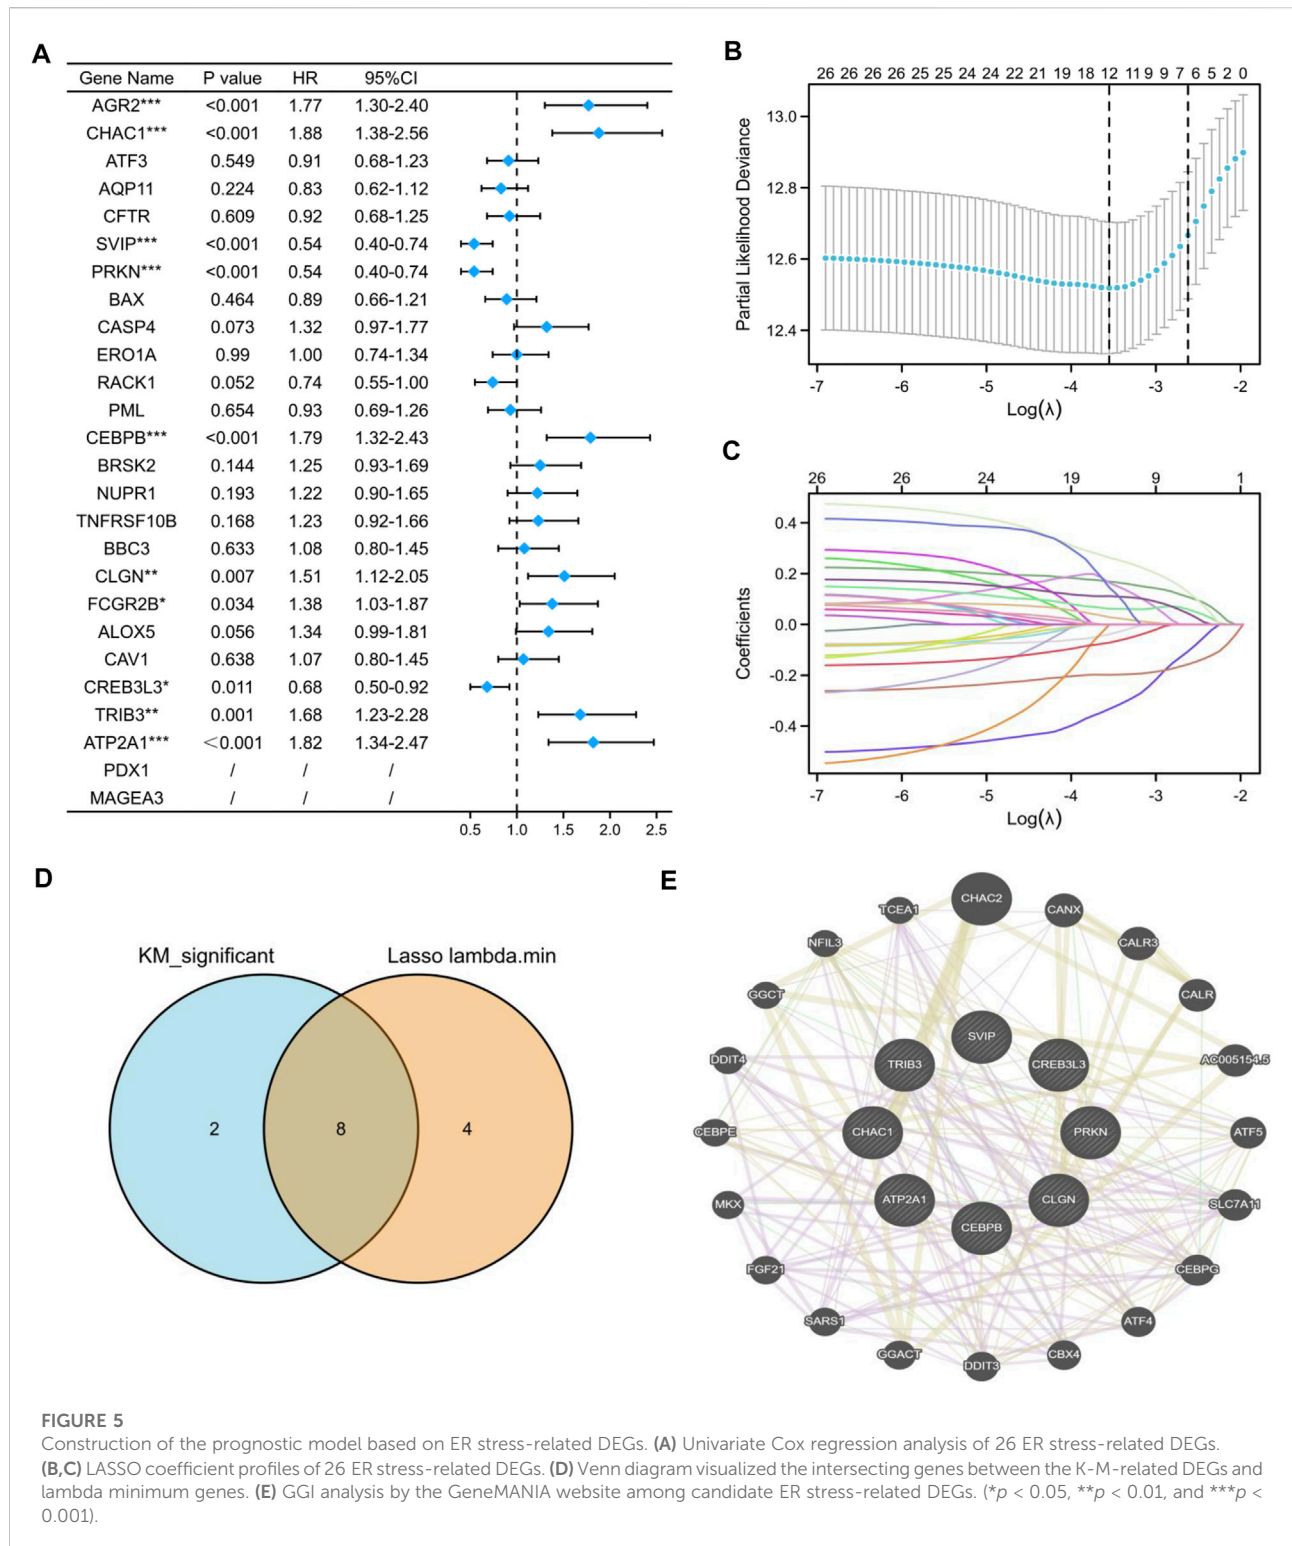 A
Gene Name P value HR 95%CI
AGR2*** <0.001 1.77 1.30-2.40
CHAC1*** <0.001 1.88 1.38-2.56
ATF3 0.549 0.91 0.68-1.23
AQP11 0.224 0.83 0.62-1.12
CFTR 0.609 0.92 0.68-1.25
SVIP*** <0.001 0.54 0.40-0.74
PRKN*** <0.001 0.54 0.40-0.74
BAX 0.464 0.89 0.66-1.21
CASP4 0.073 1.32 0.97-1.77
ERO1A 0.99 1.00 0.74-1.34
RACK1 0.052 0.74 0.55-1.00
PML 0.654 0.93 0.69-1.26
CEBPB*** <0.001 1.79 1.32-2.43
BRSK2 0.144 1.25 0.93-1.69
NUPR1 0.193 1.22 0.90-1.65
TNFRSF10B 0.168 1.23 0.92-1.66
BBC3 0.633 1.08 0.80-1.45
CLGN** 0.007 1.51 1.12-2.05
FCGR2B* 0.034 1.38 1.03-1.87
ALOX5 0.056 1.34 0.99-1.81
CAV1 0.638 1.07 0.80-1.45
CREB3L3* 0.011 0.68 0.50-0.92
TRIB3** 0.001 1.68 1.23-2.28
ATP2A1*** <0.001 1.82 1.34-2.47
PDX1 / / /
MAGEA3 / / /
0.5 1.0 1.5 2.0 2.5
B
26 26 26 26 25 25 24 24 22 21 19 18 12 11 9 9 7 6 5 2 0
Partial Likelihood Deviance
13.0
12.8
12.6
12.4
-7 -6 -5 -4 -3 -2
Log(λ)
C
26 26 24 19 9 1
Coefficients
0.4
0.2
0.0
-0.2
-0.4
-7 -6 -5 -4 -3 -2
Log(λ)
D
KM_significant Lasso lambda.min
2 8 4
E
CHAC2
TCEA1 CANX
NFIL3 CALR3
GGCT CALR
SVIP
DDIT4 TRIB3 CREB3L3 AC005154.5
CEBPE CHAC1 PRKN ATF5
MKX ATP2A1 CLGN SLC7A11
CEBPB
FGF21 CEBPG
SARS1 ATF4
GGACT CBX4
DDIT3
FIGURE 5
Construction of the prognostic model based on ER stress-related DEGs. (A) Univariate Cox regression analysis of 26 ER stress-related DEGs.
(B,C) LASSO coefficient profiles of 26 ER stress-related DEGs. (D) Venn diagram visualized the intersecting genes between the K-M-related DEGs and
lambda minimum genes. (E) GGI analysis by the GeneMANIA website among candidate ER stress-related DEGs. (*p < 0.05, **p < 0.01, and ***p <
0.001).